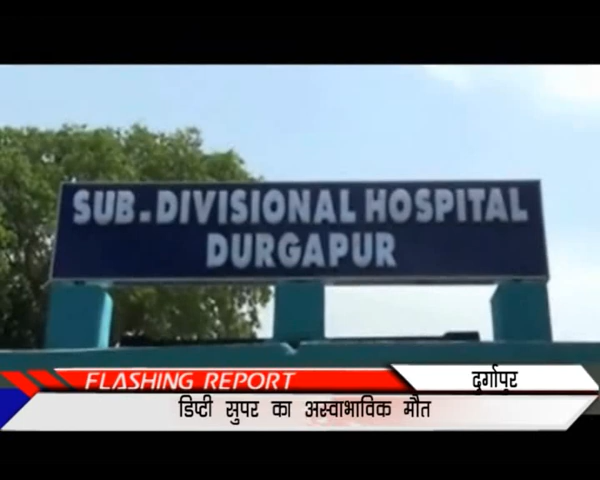 SUB-DIVISIONAL HOSPITAL
DURGAPUR
FLASHING REPORT
दुर्गापुर
डिप्टी सुपर का अस्वाभाविक मौत